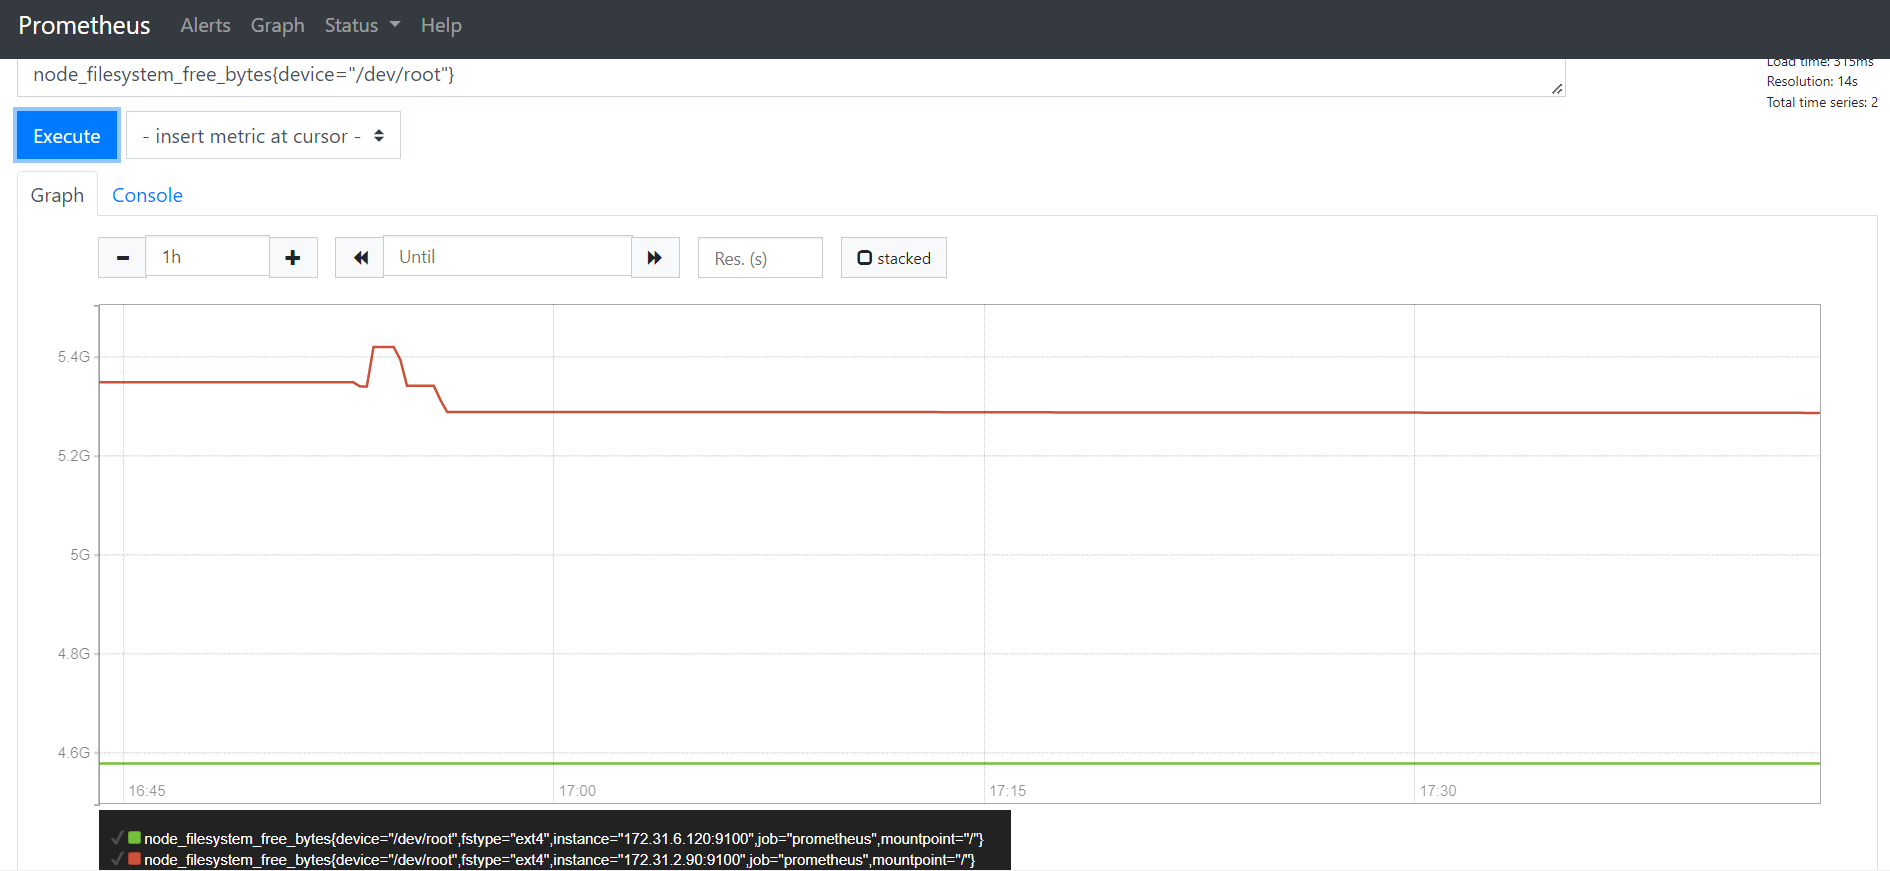 Prometheus Alerts Graph Status Help
node_filesystem_free_bytes{device="/dev/root"}
Load time: 315ms
Resolution: 14s
Total time series: 2
Execute
- insert metric at cursor -
Graph Console
1h Until Res. (s) stacked
5.4G
5.2G
5G
4.8G
4.6G
16:45 17:00 17:15 17:30
node_filesystem_free_bytes{device="/dev/root",fstype="ext4",instance="172.31.6.120:9100",job="prometheus",mountpoint="/"}
node_filesystem_free_bytes{device="/dev/root",fstype="ext4",instance="172.31.2.90:9100",job="prometheus",mountpoint="/"}